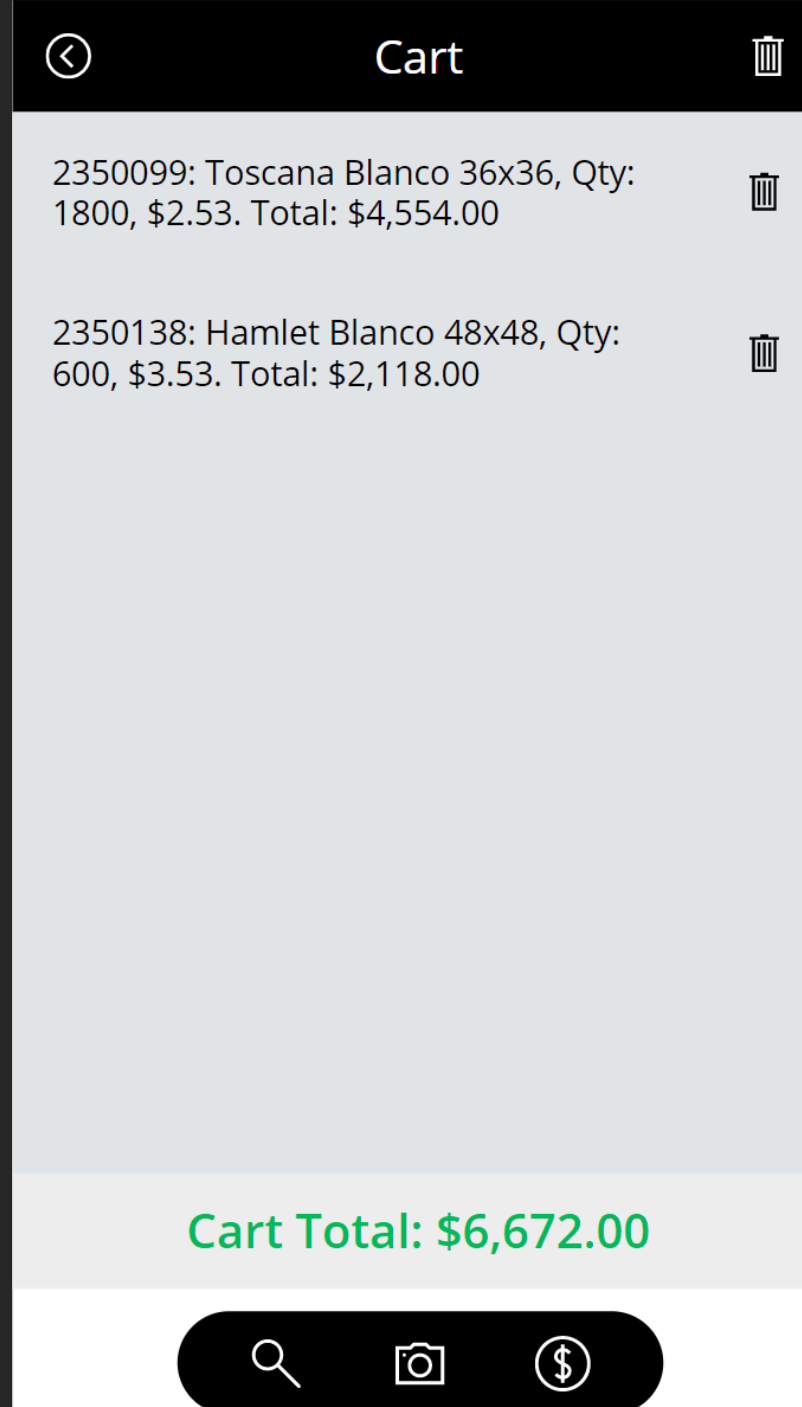 Cart
2350099: Toscana Blanco 36x36, Qty:
1800, $2.53. Total: $4,554.00
2350138: Hamlet Blanco 48x48, Qty:
600, $3.53. Total: $2,118.00
Cart Total: $6,672.00